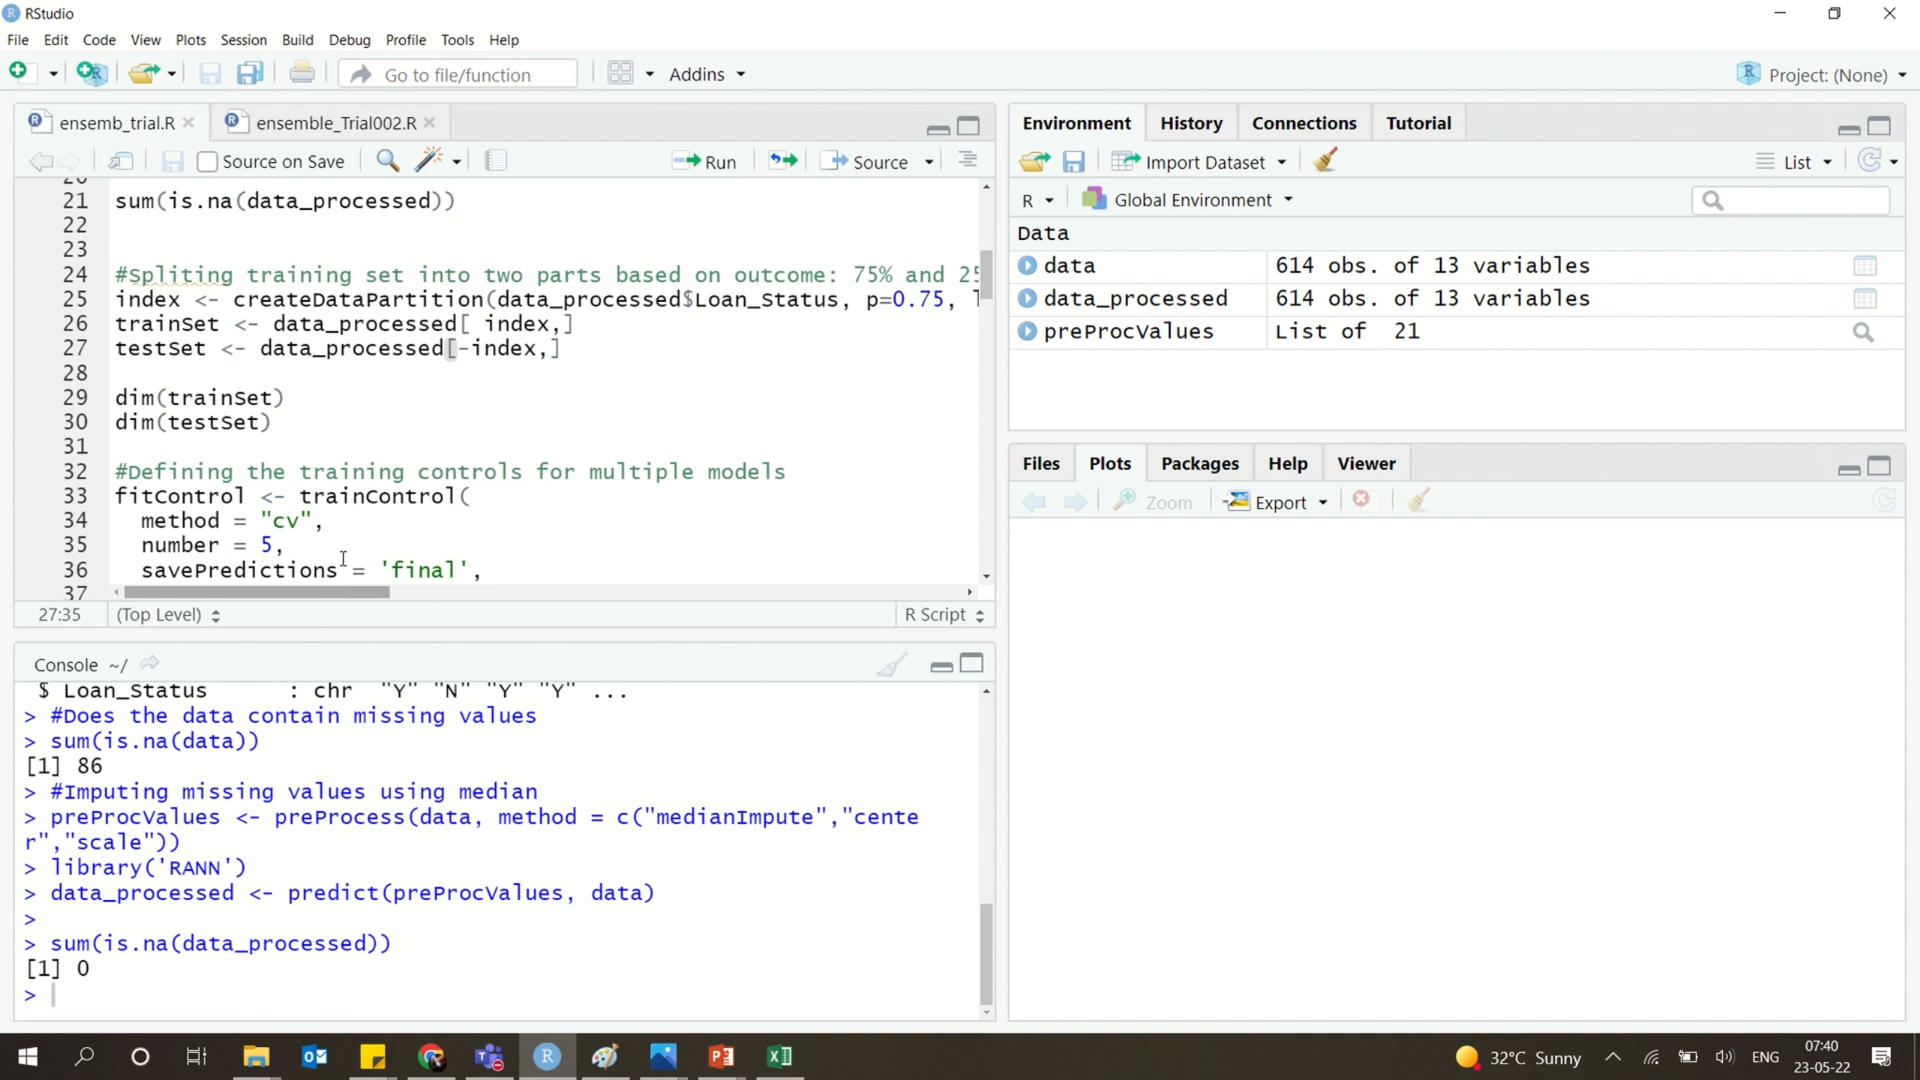 RStudio
File Edit Code View Plots Session Build Debug Profile Tools Help
Go to file/function Addins Project: (None)
ensemb_trial.R ensemble_Trial002.R
Source on Save Run Source
20
21 sum(is.na(data_processed))
22
23
24 #Spliting training set into two parts based on outcome: 75% and 25
25 index <- createDataPartition(data_processed$Loan_Status, p=0.75,
26 trainSet <- data_processed[ index,]
27 testSet <- data_processed[-index,]
28
29 dim(trainSet)
30 dim(testSet)
31
32 #Defining the training controls for multiple models
33 fitControl <- trainControl(
34 method = "cv",
35 number = 5,
36 savePredictions = 'final',
37
27:35 (Top Level) R Script
Console ~/
$ Loan_Status : chr "Y" "N" "Y" "Y" ...
> #Does the data contain missing values
> sum(is.na(data))
[1] 86
> #Imputing missing values using median
> preProcValues <- preProcess(data, method = c("medianImpute","cente
r","scale"))
> library('RANN')
> data_processed <- predict(preProcValues, data)
>
> sum(is.na(data_processed))
[1] 0
>
Environment History Connections Tutorial
Import Dataset List
R Global Environment
Data
data 614 obs. of 13 variables
data_processed 614 obs. of 13 variables
preProcValues List of 21
Files Plots Packages Help Viewer
Zoom Export
32°C Sunny ENG 07:40
23-05-22